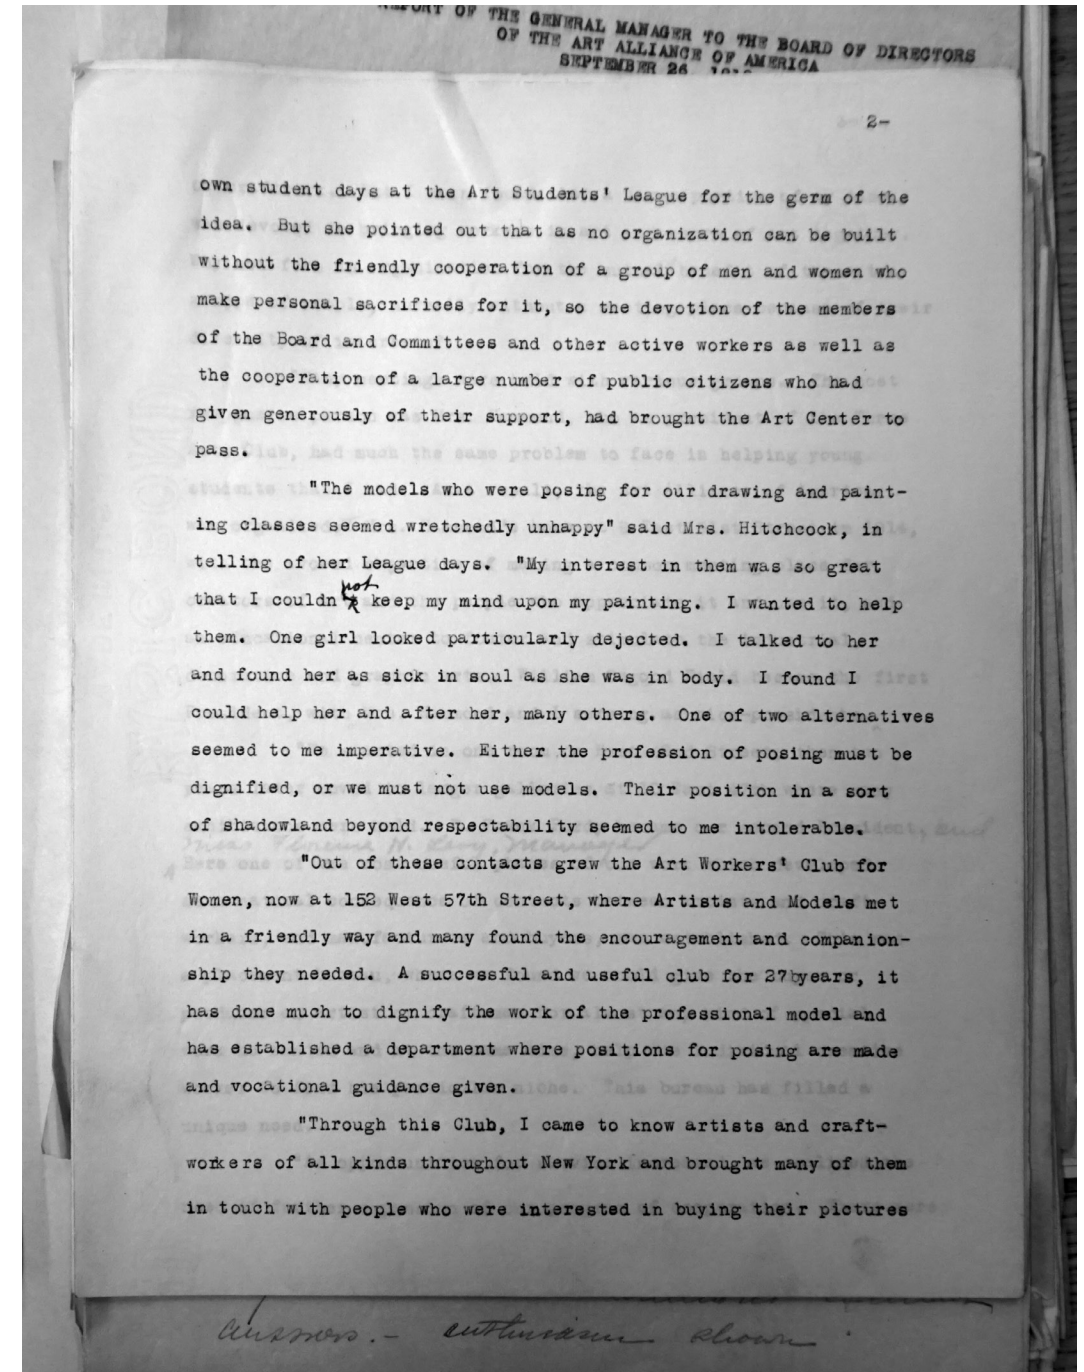 REPORT OF THE GENERAL MANAGER TO THE BOARD OF DIRECTORS
OF THE ART ALLIANCE OF AMERICA
SEPTEMBER 26,
2-
own student days at the Art Students' League for the germ of the
idea. But she pointed out that as no organization can be built
without the friendly cooperation of a group of men and women who
make personal sacrifices for it, so the devotion of the members
of the Board and Committees and other active workers as well as
the cooperation of a large number of public citizens who had
given generously of their support, had brought the Art Center to
pass.
"The models who were posing for our drawing and paint-
ing classes seemed wretchedly unhappy" said Mrs. Hitchcock, in
telling of her League days. "My interest in them was so great
that I couldn not keep my mind upon my painting. I wanted to help
them. One girl looked particularly dejected. I talked to her
and found her as sick in soul as she was in body. I found I
could help her and after her, many others. One of two alternatives
seemed to me imperative. Either the profession of posing must be
dignified, or we must not use models. Their position in a sort
of shadowland beyond respectability seemed to me intolerable.
"Out of these contacts grew the Art Workers' Club for
Women, now at 152 West 57th Street, where Artists and Models met
in a friendly way and many found the encouragement and companion-
ship they needed. A successful and useful club for 27 years, it
has done much to dignify the work of the professional model and
has established a department where positions for posing are made
and vocational guidance given.
"Through this Club, I came to know artists and craft-
workers of all kinds throughout New York and brought many of them
in touch with people who were interested in buying their pictures
answers. - enthusiasm shown